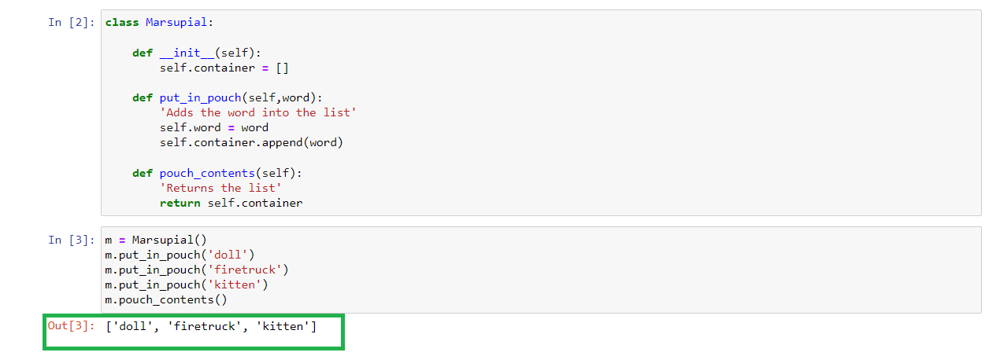 In [2]: class Marsupial:
def __init__(self):
self.container = []
def put_in_pouch(self,word):
'Adds the word into the list'
self.word = word
self.container.append(word)
def pouch_contents(self):
'Returns the list'
return self.container
In [3]: m = Marsupial()
m.put_in_pouch('doll')
m.put_in_pouch('firetruck')
m.put_in_pouch('kitten')
m.pouch_contents()
Out[3]: ['doll', 'firetruck', 'kitten']